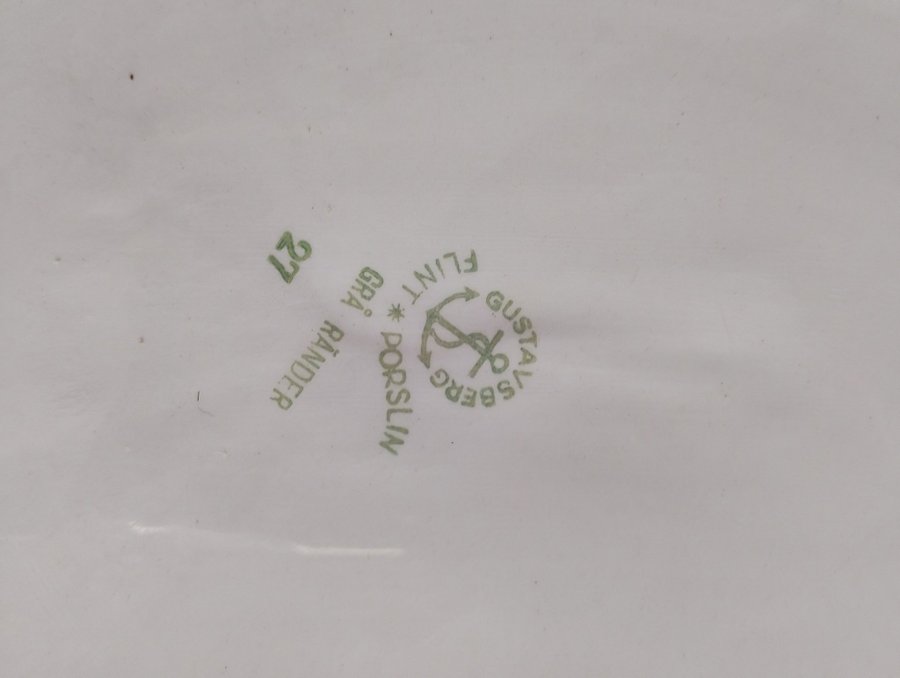 GUSTAVSBERG
FLINT * PORSLIN
GRÅ RÄNDER
27